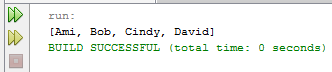 run:
[Ami, Bob, Cindy, David]
BUILD SUCCESSFUL (total time: 0 seconds)